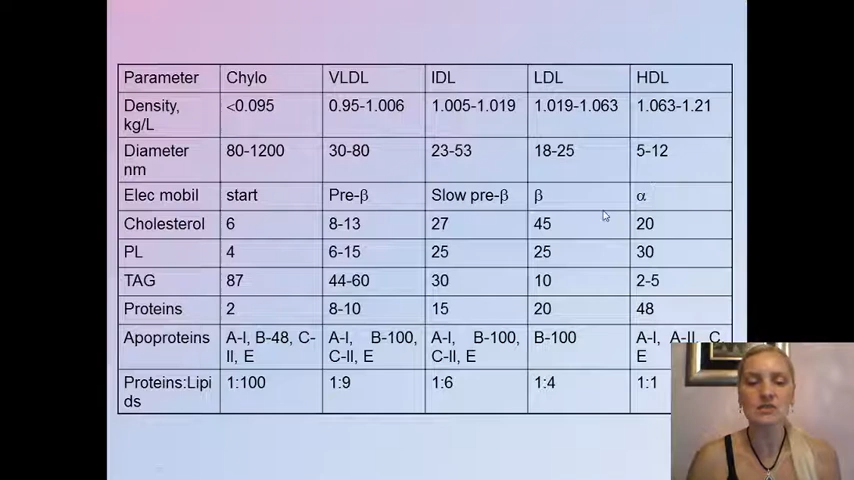 Parameter Chylo VLDL IDL LDL HDL
Density, <0.095 0.95-1.006 1.005-1.019 1.019-1.063 1.063-1.21
kg/L
Diameter 80-1200 30-80 23-53 18-25 5-12
nm
Elec mobil start Pre-β Slow pre-β β α
Cholesterol 6 8-13 27 45 20
PL 4 6-15 25 25 30
TAG 87 44-60 30 10 2-5
Proteins 2 8-10 15 20 48
Apoproteins A-I, B-48, C- A-I, B-100, A-I, B-100, B-100 A-I, A-II, C,
II, E C-II, E C-II, E E
Proteins:Lipi 1:100 1:9 1:6 1:4 1:1
ds